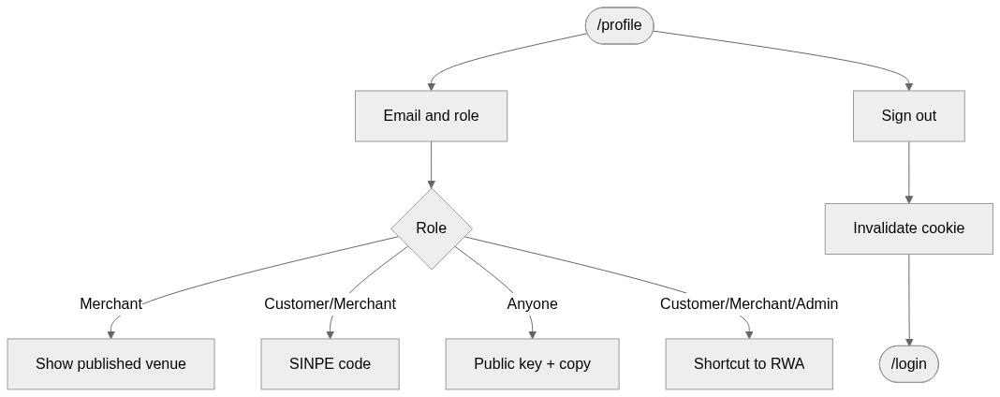 /profile
Email and role
Sign out
Role
Invalidate cookie
Merchant
Customer/Merchant
Anyone
Customer/Merchant/Admin
Show published venue
SINPE code
Public key + copy
Shortcut to RWA
/login